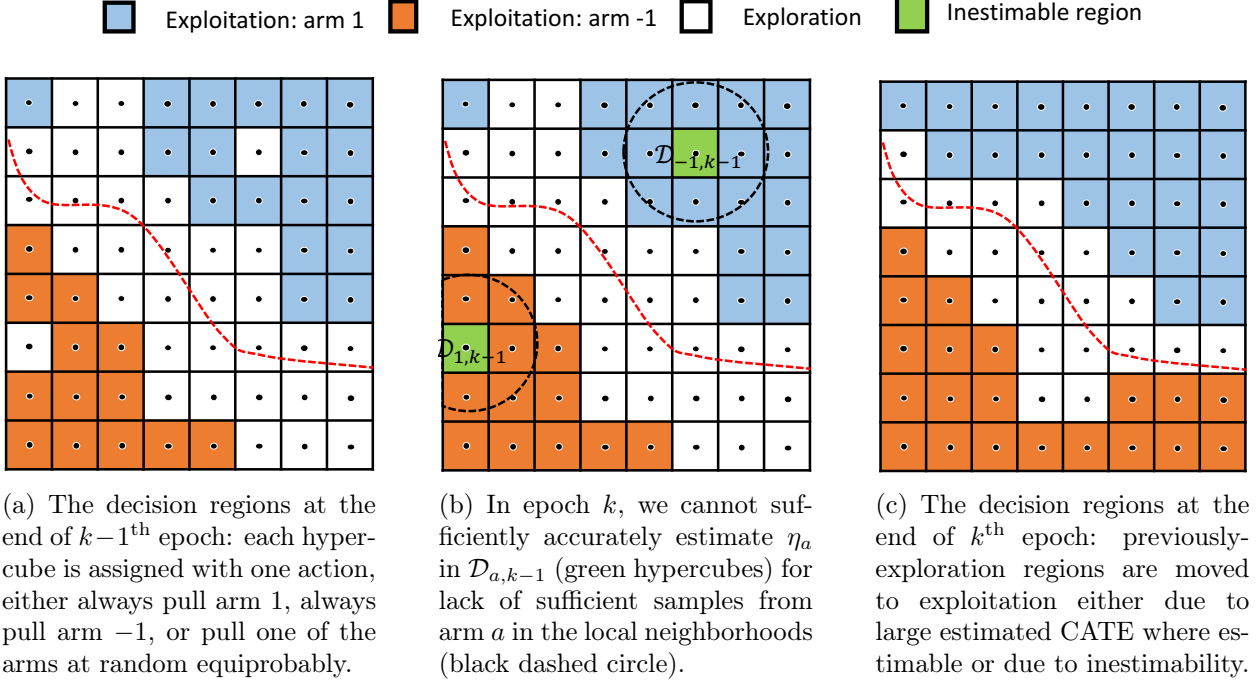 Exploitation: arm 1
Exploitation: arm -1
Exploration
Inestimable region
𝒟₋₁,ₖ₋₁
𝒟₁,ₖ₋₁
(a) The decision regions at the
end of k−1ᵗʰ epoch: each hyper-
cube is assigned with one action,
either always pull arm 1, always
pull arm −1, or pull one of the
arms at random equiprobably.
(b) In epoch k, we cannot suf-
ficiently accurately estimate ηₐ
in 𝒟ₐ,ₖ₋₁ (green hypercubes) for
lack of sufficient samples from
arm a in the local neighborhoods
(black dashed circle).
(c) The decision regions at the
end of kᵗʰ epoch: previously-
exploration regions are moved
to exploitation either due to
large estimated CATE where es-
timable or due to inestimability.